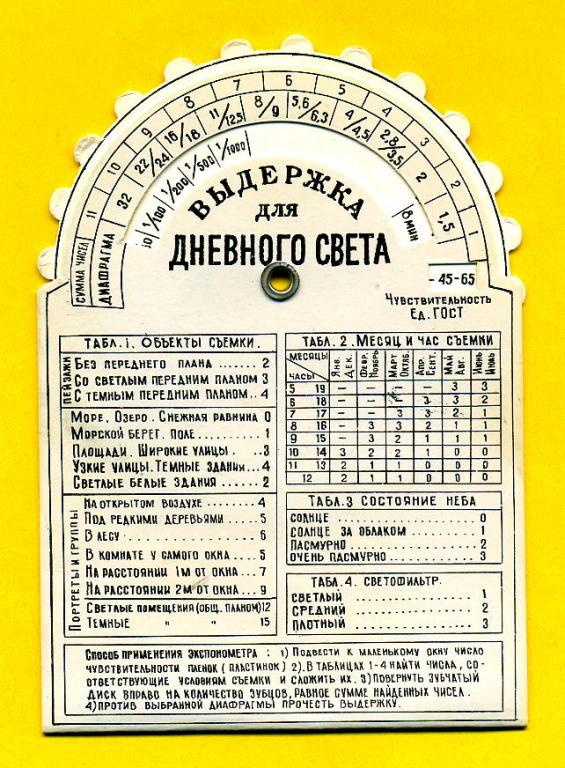 СУММА ЧИСЕЛ 11 10 9 8 7 6 5 4 3 2 1
ДИАФРАГМА 32 22/24 16/18 11/12,5 8/9 5,6/6,3 4/4,5 2,8/3,5 2 1,5
1/100 1/200 1/500 1/1000
8 мин
ВЫДЕРЖКА
ДЛЯ
ДНЕВНОГО СВЕТА
- 45-65
ЧУВСТВИТЕЛЬНОСТЬ
ЕД. ГОСТ
ТАБЛ. 1. ОБЪЕКТЫ СЪЕМКИ.
ПЕЙЗАЖИ
БЕЗ ПЕРЕДНЕГО ПЛАНА ...... 2
СО СВЕТЛЫМ ПЕРЕДНИМ ПЛАНОМ 3
С ТЕМНЫМ ПЕРЕДНИМ ПЛАНОМ.. 4
МОРЕ. ОЗЕРО. СНЕЖНАЯ РАВНИНА 0
МОРСКОЙ БЕРЕГ. ПОЛЕ ........ 1
ПЛОЩАДИ. ШИРОКИЕ УЛИЦЫ .... 3
УЗКИЕ УЛИЦЫ. ТЕМНЫЕ ЗДАНИЯ.. 4
СВЕТЛЫЕ БЕЛЫЕ ЗДАНИЯ ...... 2
ПОРТРЕТЫ И ГРУППЫ
НА ОТКРЫТОМ ВОЗДУХЕ ....... 4
ПОД РЕДКИМИ ДЕРЕВЬЯМИ .... 5
В ЛЕСУ .................. 6
В КОМНАТЕ У САМОГО ОКНА ... 5
НА РАССТОЯНИИ 1М ОТ ОКНА... 7
НА РАССТОЯНИИ 2М ОТ ОКНА... 9
СВЕТЛЫЕ ПОМЕЩЕНИЯ (ОБЩ. ПЛАНОМ) 12
ТЕМНЫЕ " " 15
ТАБЛ. 2. МЕСЯЦ И ЧАС СЪЕМКИ
МЕСЯЦЫ ЧАСЫ ЯНВ. ДЕК. ФЕВР. НОЯБРЬ МАРТ ОКТЯБ. АПР. СЕНТ. МАЙ АВГ. ИЮНЬ ИЮЛЬ
5 19 - - - - 3 3
6 18 - - - 3 3 2
7 17 - - 3 3 2 1
8 16 - 3 3 2 1 1
9 15 - 3 2 1 1 1
10 14 3 2 2 1 0 0
11 13 2 1 1 0 0 0
12 2 1 1 0 0 0
ТАБЛ. 3 СОСТОЯНИЕ НЕБА
СОЛНЦЕ .................. 0
СОЛНЦЕ ЗА ОБЛАКОМ ........ 1
ПАСМУРНО ................ 2
ОЧЕНЬ ПАСМУРНО ........... 3
ТАБЛ. 4. СВЕТОФИЛЬТР.
СВЕТЛЫЙ ................. 1
СРЕДНИЙ ................. 2
ПЛОТНЫЙ ................. 3
СПОСОБ ПРИМЕНЕНИЯ ЭКСПОНОМЕТРА : 1) ПОДВЕСТИ К МАЛЕНЬКОМУ ОКНУ ЧИСЛО
ЧУВСТВИТЕЛЬНОСТИ ПЛЕНОК (ПЛАСТИНОК) 2). В ТАБЛИЦАХ 1-4 НАЙТИ ЧИСЛА, СО-
ОТВЕТСТВУЮЩИЕ УСЛОВИЯМ СЪЕМКИ И СЛОЖИТЬ ИХ. 3) ПОВЕРНУТЬ ЗУБЧАТЫЙ
ДИСК ВПРАВО НА КОЛИЧЕСТВО ЗУБЦОВ, РАВНОЕ СУММЕ НАЙДЕННЫХ ЧИСЕЛ.
4) ПРОТИВ ВЫБРАННОЙ ДИАФРАГМЫ ПРОЧЕСТЬ ВЫДЕРЖКУ.